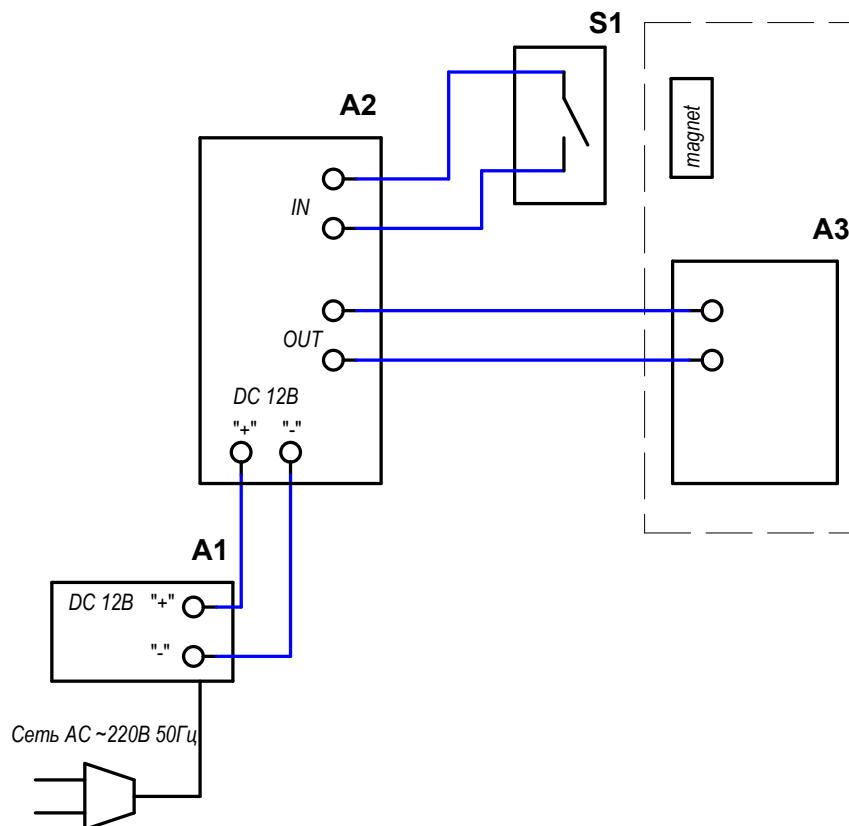 S1
A2
magnet
IN
A3
OUT
DC 12В
"+" "-"
A1
DC 12В "+"
"-"
Сеть AC ~220В 50Гц